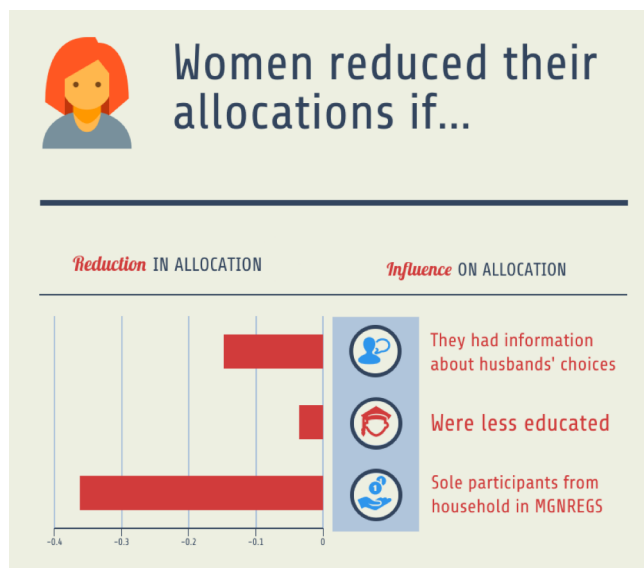 Women reduced their
allocations if...
Reduction IN ALLOCATION
Influence ON ALLOCATION
They had information
about husbands' choices
Were less educated
1
Sole participants from
household in MGNREGS
-0.4 -0.3 -0.2 -0.1 0